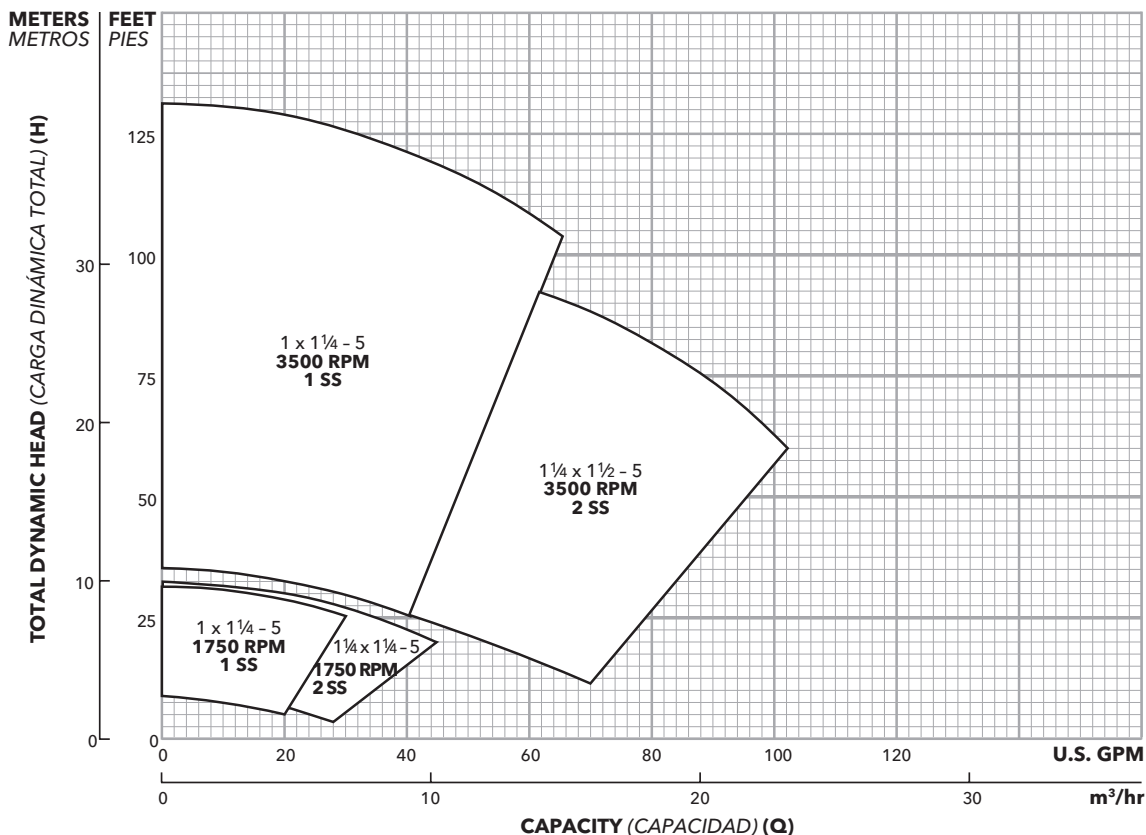 METERS FEET
METROS PIES
TOTAL DYNAMIC HEAD (CARGA DINÁMICA TOTAL) (H)
125
100
75
50
25
0
30
20
10
0
1 x 1¼ – 5
3500 RPM
1 SS
1¼ x 1½ – 5
3500 RPM
2 SS
1 x 1¼ – 5
1750 RPM
1 SS
1¼ x 1¼ – 5
1750 RPM
2 SS
0 20 40 60 80 100 120 U.S. GPM
0 10 20 30 m³/hr
CAPACITY (CAPACIDAD) (Q)